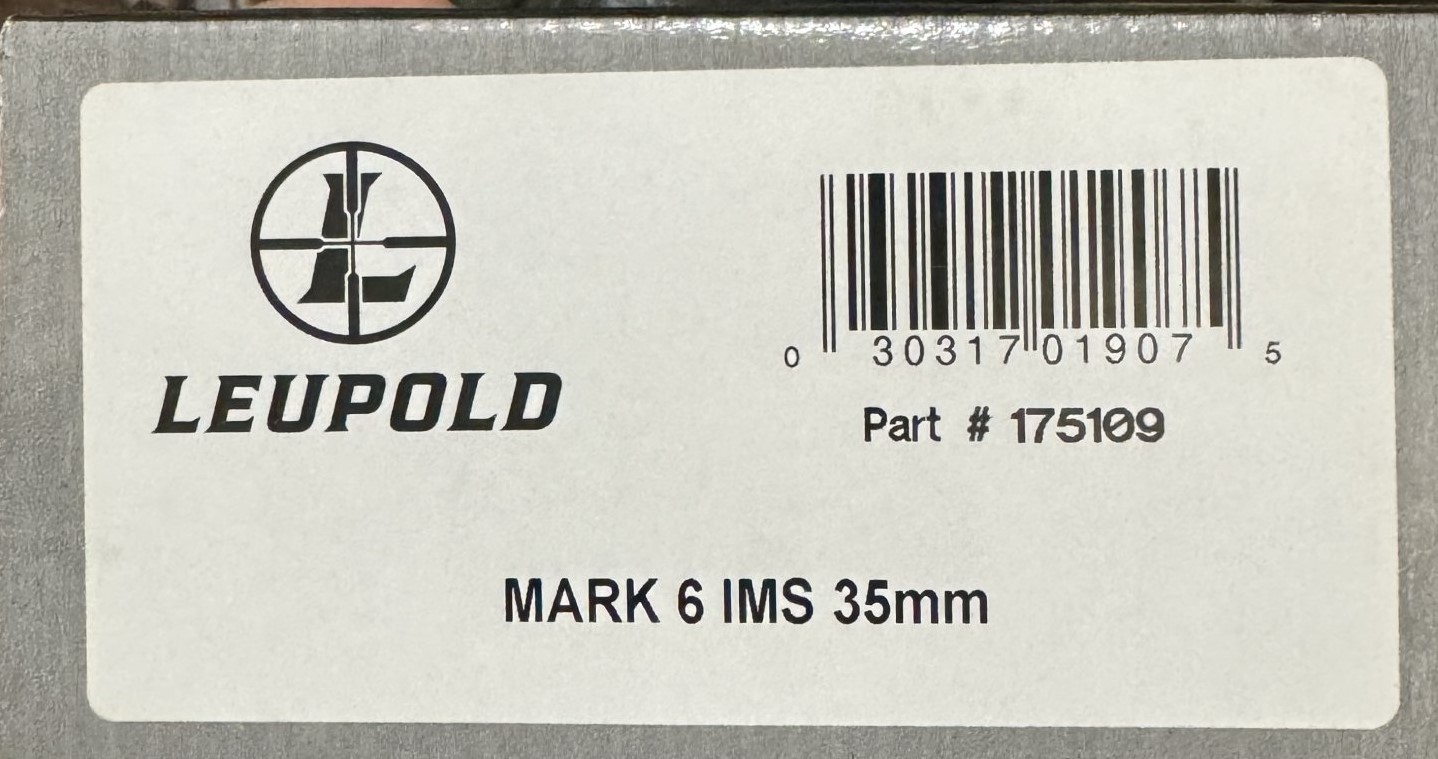 LEUPOLD
0 30317 01907 5
Part # 175109
MARK 6 IMS 35mm